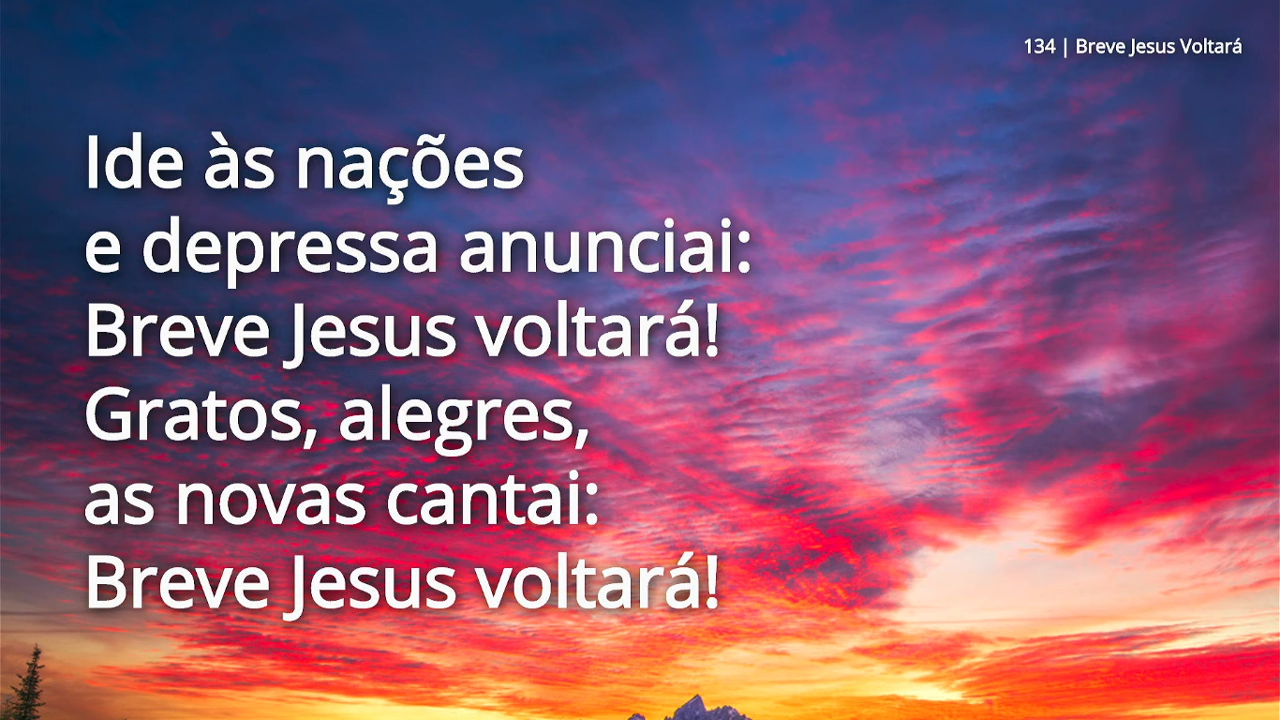 134 | Breve Jesus Voltará
Ide às nações
e depressa anunciai:
Breve Jesus voltará!
Gratos, alegres,
as novas cantai:
Breve Jesus voltará!